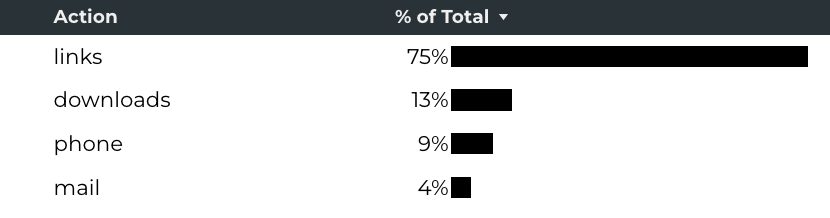 Action % of Total
links 75%
downloads 13%
phone 9%
mail 4%